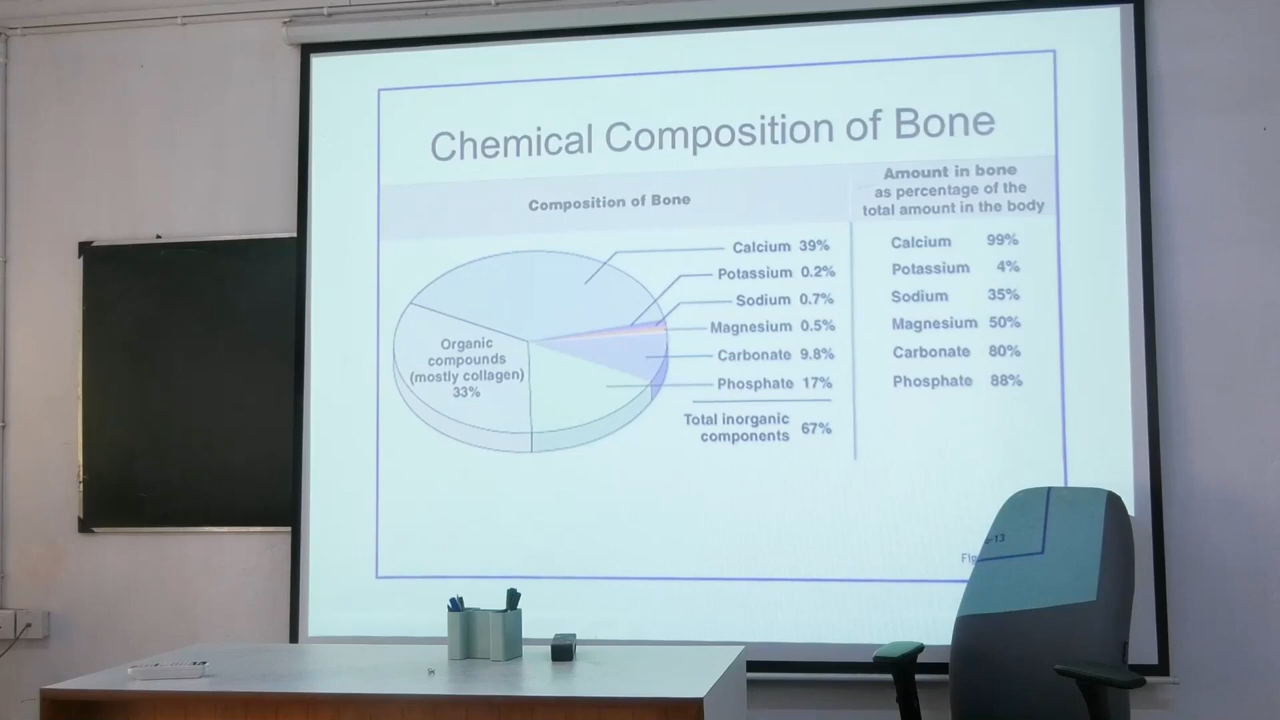 Chemical Composition of Bone
Composition of Bone
Calcium 39%
Potassium 0.2%
Sodium 0.7%
Magnesium 0.5%
Carbonate 9.8%
Phosphate 17%
Total inorganic
components 67%
Organic
compounds
(mostly collagen)
33%
Amount in bone
as percentage of the
total amount in the body
Calcium 99%
Potassium 4%
Sodium 35%
Magnesium 50%
Carbonate 80%
Phosphate 88%